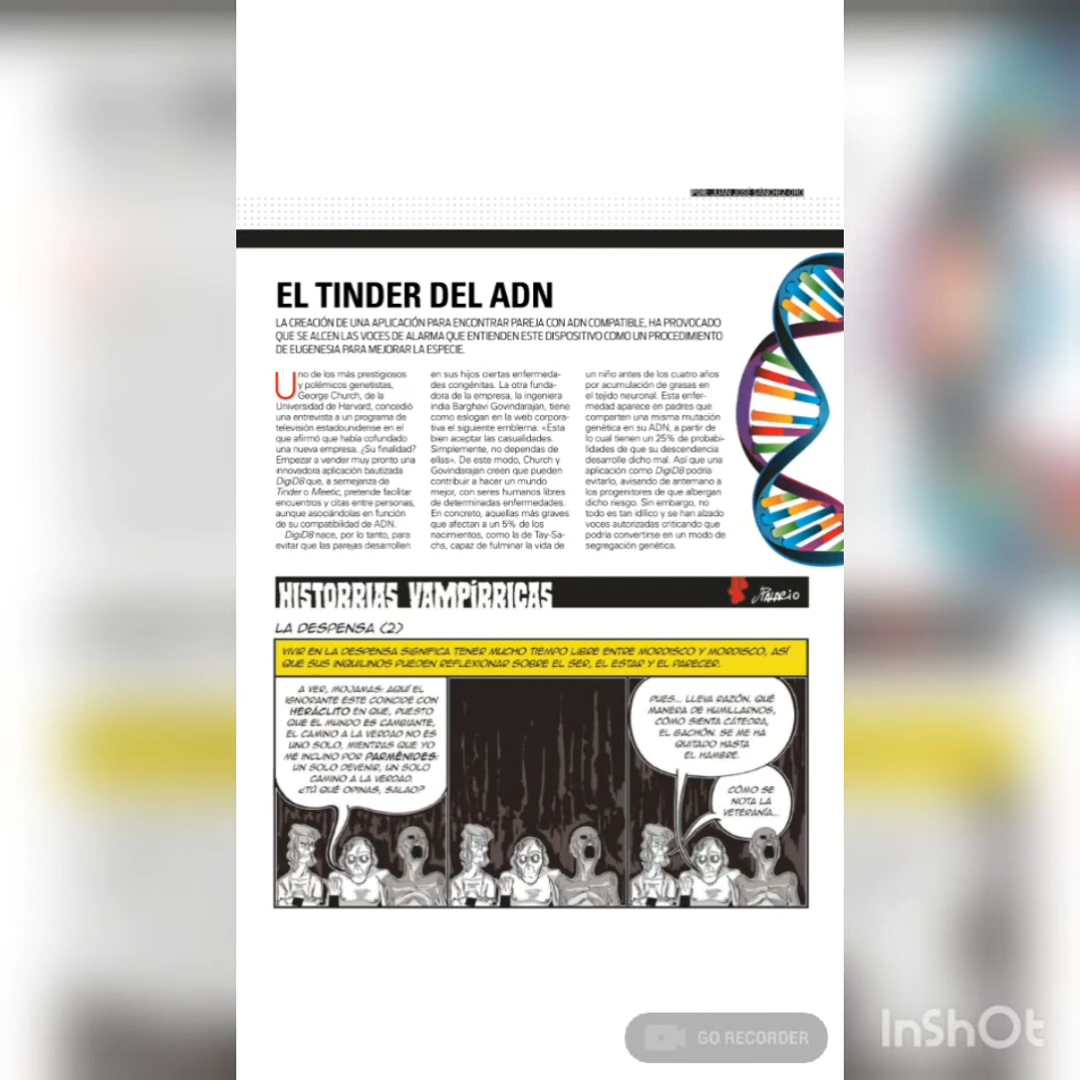 POR: JUAN JOSÉ SÁNCHEZ-ORO
EL TINDER DEL ADN
LA CREACIÓN DE UNA APLICACIÓN PARA ENCONTRAR PAREJA CON ADN COMPATIBLE, HA PROVOCADO
QUE SE ALCEN LAS VOCES DE ALARMA QUE ENTIENDEN ESTE DISPOSITIVO COMO UN PROCEDIMIENTO
DE EUGENESIA PARA MEJORAR LA ESPECIE.
Uno de los más prestigiosos
y polémicos genetistas,
George Church, de la
Universidad de Harvard, concedió
una entrevista a un programa de
televisión estadounidense en el
que afirmó que había cofundado
una nueva empresa. ¿Su finalidad?
Empezar a vender muy pronto una
innovadora aplicación bautizada
DigiD8 que, a semejanza de
Tinder o Meetic, pretende facilitar
encuentros y citas entre personas,
aunque asociándolas en función
de su compatibilidad de ADN.
DigiD8 nace, por lo tanto, para
evitar que las parejas desarrollen
en sus hijos ciertas enfermeda-
des congénitas. La otra funda-
dora de la empresa, la ingeniera
india Barghavi Govindarajan, tiene
como eslogan en la web corpora-
tiva el siguiente emblema: «Esta
bien aceptar las casualidades.
Simplemente, no dependas de
ellas». De este modo, Church y
Govindarajan creen que pueden
contribuir a hacer un mundo
mejor, con seres humanos libres
de determinadas enfermedades.
En concreto, aquellas más graves
que afectan a un 5% de los
nacimientos, como la de Tay-Sa-
chs, capaz de fulminar la vida de
un niño antes de los cuatro años
por acumulación de grasas en
el tejido neuronal. Esta enfer-
medad aparece en padres que
comparten una misma mutación
genética en su ADN, a partir de
lo cual tienen un 25% de probabi-
lidades de que su descendencia
desarrolle dicho mal. Así que una
aplicación como DigiD8 podría
evitarlo, avisando de antemano a
los progenitores de que albergan
dicho riesgo. Sin embargo, no
todo es tan idílico y se han alzado
voces autorizadas criticando que
podría convertirse en un modo de
segregación genética.
HISTORRIAS VAMPÍRRICAS
J.PALACIO
LA DESPENSA (2)
VIVIR EN LA DESPENSA SIGNIFICA TENER MUCHO TIEMPO LIBRE ENTRE MORDISCO Y MORDISCO, ASÍ
QUE SUS INQUILINOS PUEDEN REFLEXIONAR SOBRE EL SER, EL ESTAR Y EL PARECER.
A VER, MOJAMAS: AQUÍ EL
IGNORANTE ESTE COINCIDE CON
HERÁCLITO EN QUE, PUESTO
QUE EL MUNDO ES CAMBIANTE,
EL CAMINO A LA VERDAD NO ES
UNO SOLO, MIENTRAS QUE YO
ME INCLINO POR PARMÉNIDES:
UN SOLO DEVENIR, UN SOLO
CAMINO A LA VERDAD.
¿TÚ QUÉ OPINAS, SALAO?
PUES... LLEVA RAZÓN. QUÉ
MANERA DE HUMILLARNOS,
CÓMO SIENTA CÁTEDRA,
EL GACHÓN. SE ME HA
QUITADO HASTA
EL HAMBRE.
CÓMO SE
NOTA LA
VETERANÍA...
GO RECORDER
InShOt